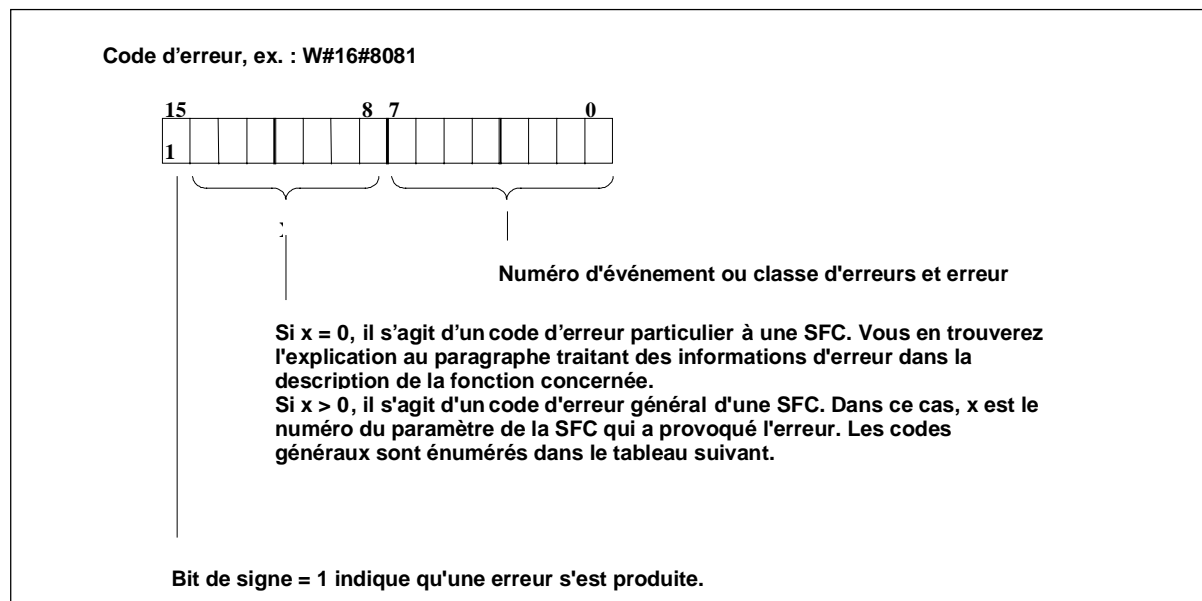 Code d'erreur, ex. : W#16#8081
15 8 7 0
1
Numéro d'événement ou classe d'erreurs et erreur
Si x = 0, il s'agit d'un code d'erreur particulier à une SFC. Vous en trouverez
l'explication au paragraphe traitant des informations d'erreur dans la
description de la fonction concernée.
Si x > 0, il s'agit d'un code d'erreur général d'une SFC. Dans ce cas, x est le
numéro du paramètre de la SFC qui a provoqué l'erreur. Les codes
généraux sont énumérés dans le tableau suivant.
Bit de signe = 1 indique qu'une erreur s'est produite.